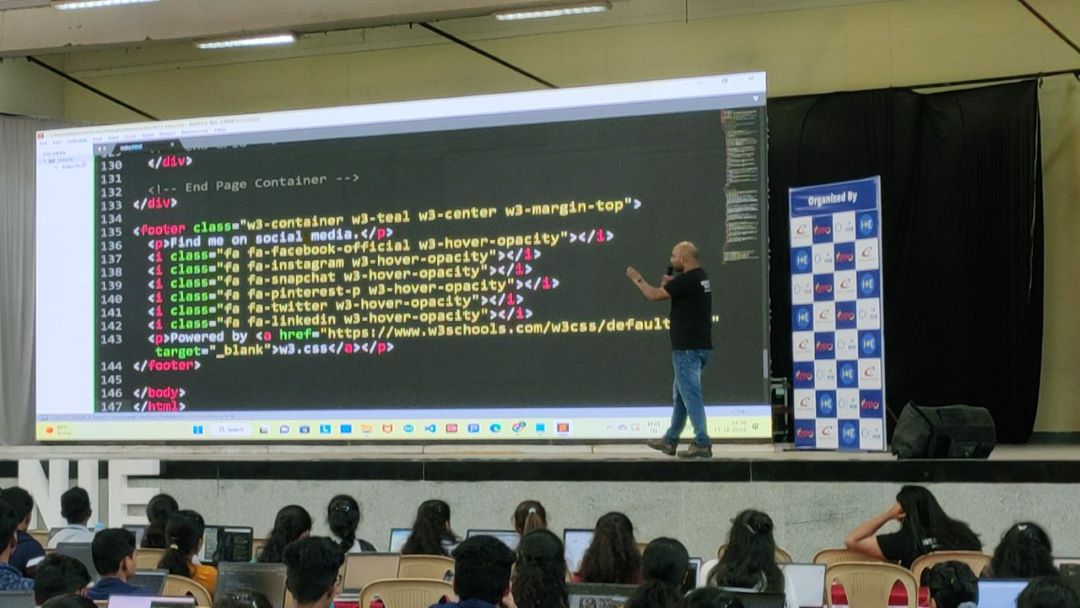 index.html
130 </div>
131
132 <!-- End Page Container -->
133 </div>
134
135 <footer class="w3-container w3-teal w3-center w3-margin-top">
136 <p>Find me on social media.</p>
137 <i class="fa fa-facebook-official w3-hover-opacity"></i>
138 <i class="fa fa-instagram w3-hover-opacity"></i>
139 <i class="fa fa-snapchat w3-hover-opacity"></i>
140 <i class="fa fa-pinterest-p w3-hover-opacity"></i>
141 <i class="fa fa-twitter w3-hover-opacity"></i>
142 <i class="fa fa-linkedin w3-hover-opacity"></i>
143 <p>Powered by <a href="https://www.w3schools.com/w3css/default
target="_blank">w3.css</a></p>
144 </footer>
145
146 </body>
147 </html>
Search
Organized By
NIE